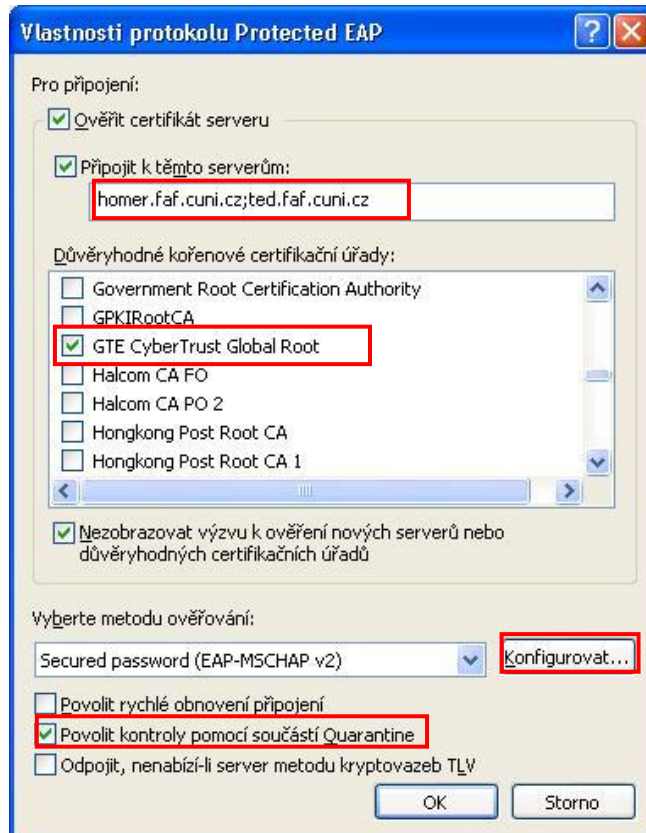 Vlastnosti protokolu Protected EAP
Pro připojení:
Ověřit certifikát serveru
Připojit k těmto serverům:
homer.faf.cuni.cz;ted.faf.cuni.cz
Důvěryhodné kořenové certifikační úřady:
Government Root Certification Authority
GPKIRootCA
GTE CyberTrust Global Root
Halcom CA FO
Halcom CA PO 2
Hongkong Post Root CA
Hongkong Post Root CA 1
Nezobrazovat výzvu k ověření nových serverů nebo
důvěryhodných certifikačních úřadů
Vyberte metodu ověřování:
Secured password (EAP-MSCHAP v2)
Konfigurovat...
Povolit rychlé obnovení připojení
Povolit kontroly pomocí součástí Quarantine
Odpojit, nenabízí-li server metodu kryptovazeb TLV
OK Storno